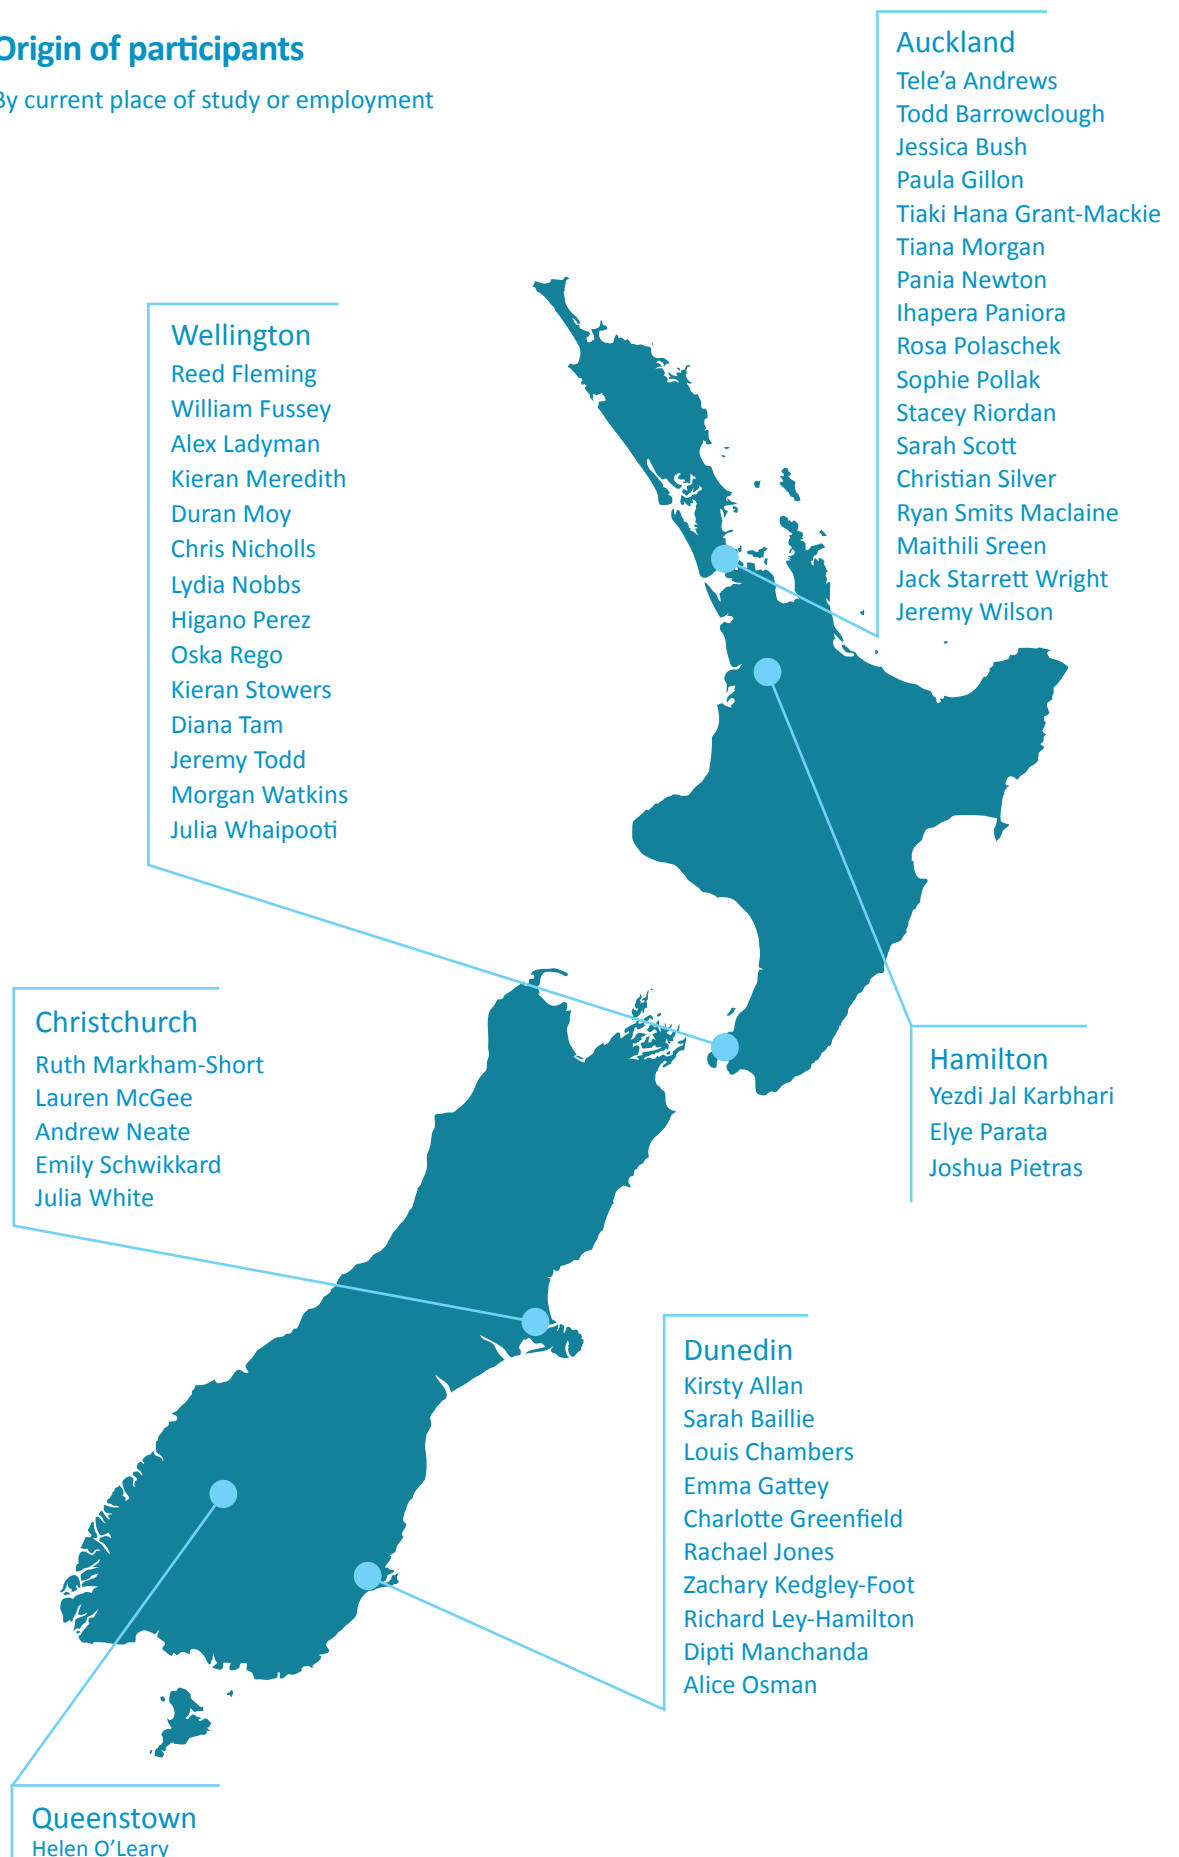 Origin of participants
By current place of study or employment
Auckland
Tele’a Andrews
Todd Barrowclough
Jessica Bush
Paula Gillon
Tiaki Hana Grant-Mackie
Tiana Morgan
Pania Newton
Ihapera Paniora
Rosa Polaschek
Sophie Pollak
Stacey Riordan
Sarah Scott
Christian Silver
Ryan Smits Maclaine
Maithili Sreen
Jack Starrett Wright
Jeremy Wilson
Wellington
Reed Fleming
William Fussey
Alex Ladyman
Kieran Meredith
Duran Moy
Chris Nicholls
Lydia Nobbs
Higano Perez
Oska Rego
Kieran Stowers
Diana Tam
Jeremy Todd
Morgan Watkins
Julia Whaipooti
Christchurch
Ruth Markham-Short
Lauren McGee
Andrew Neate
Emily Schwikkard
Julia White
Hamilton
Yezdi Jal Karbhari
Elye Parata
Joshua Pietras
Dunedin
Kirsty Allan
Sarah Baillie
Louis Chambers
Emma Gattey
Charlotte Greenfield
Rachael Jones
Zachary Kedgley-Foot
Richard Ley-Hamilton
Dipti Manchanda
Alice Osman
Queenstown
Helen O’Leary